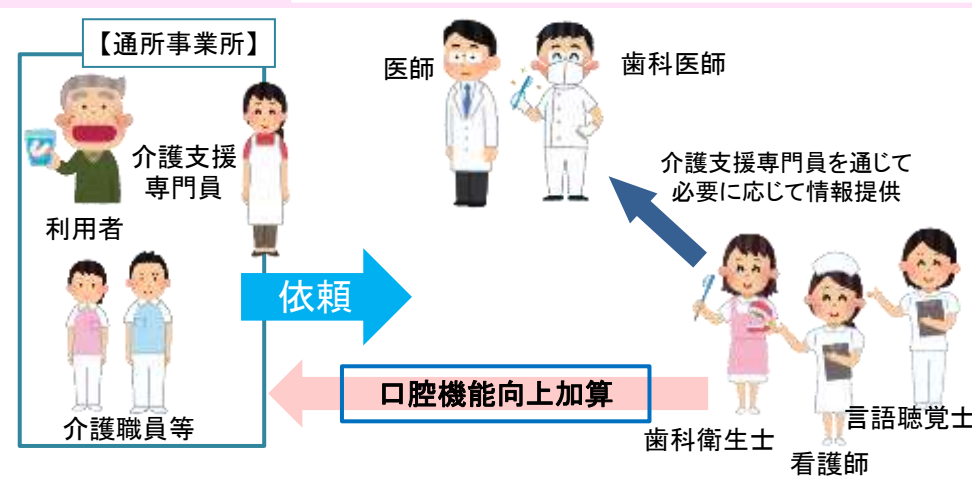 【通所事業所】
医師
歯科医師
介護支援
専門員
利用者
介護支援専門員を通じて
必要に応じて情報提供
依頼
口腔機能向上加算
介護職員等
歯科衛生士
看護師
言語聴覚士